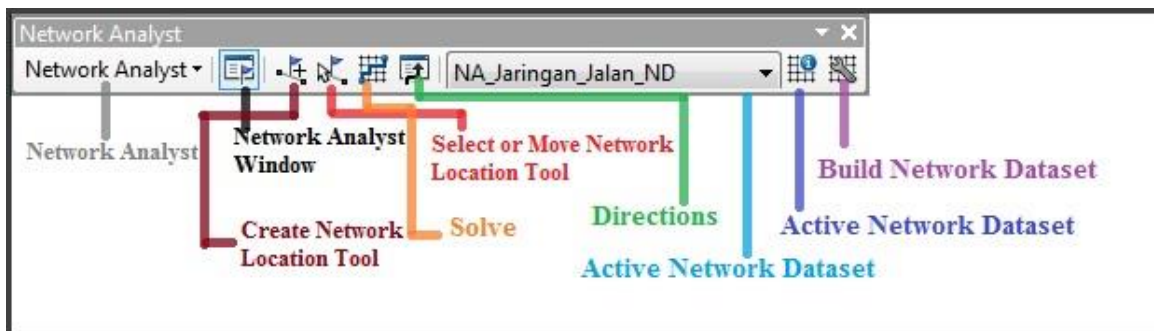 Network Analyst
Network Analyst
NA_Jaringan_Jalan_ND
Network Analyst
Network Analyst
Window
Select or Move Network
Location Tool
Build Network Dataset
Create Network
Location Tool
Solve
Directions
Active Network Dataset
Active Network Dataset